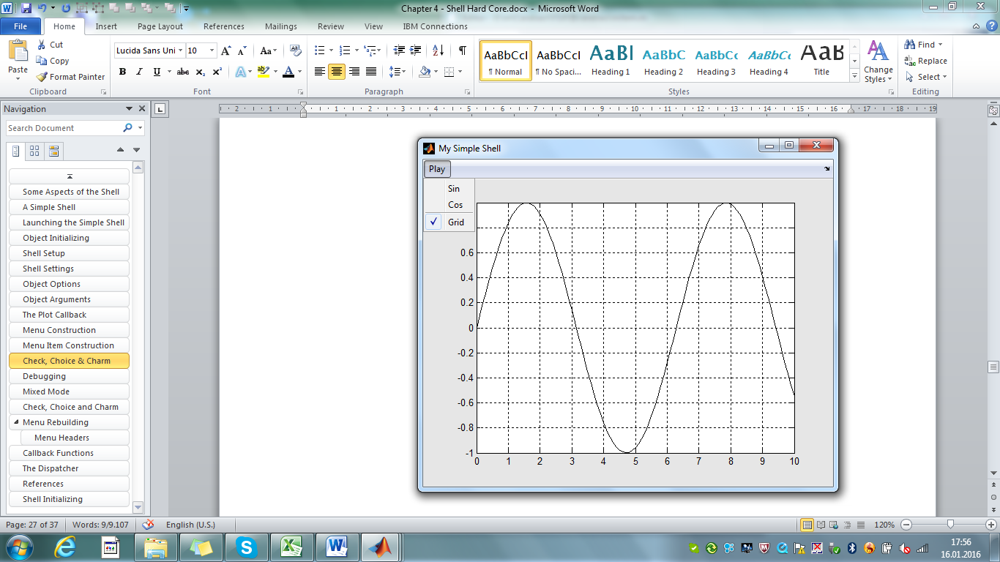 Chapter 4 - Shell Hard Core.docx - Microsoft Word
File Home Insert Page Layout References Mailings Review View IBM Connections
Paste
Cut
Copy
Format Painter
Clipboard
Lucida Sans Uni 10
Font
Paragraph
AaBbCcI AaBbCcI AaBl AaBbC AaBbCc AaBbCc AaB
¶ Normal ¶ No Spaci... Heading 1 Heading 2 Heading 3 Heading 4 Title
Change Styles
Styles
Find
Replace
Select
Editing
Navigation
Search Document
Some Aspects of the Shell
A Simple Shell
Launching the Simple Shell
Object Initializing
Shell Setup
Shell Settings
Object Options
Object Arguments
The Plot Callback
Menu Construction
Menu Item Construction
Check, Choice & Charm
Debugging
Mixed Mode
Check, Choice and Charm
Menu Rebuilding
Menu Headers
Callback Functions
The Dispatcher
References
Shell Initializing
2 1 1 2 3 4 5 6 7 8 9 10 11 12 13 14 15 16 17 18 19
My Simple Shell
Play
Sin
Cos
Grid
0.6
0.4
0.2
0
-0.2
-0.4
-0.6
-0.8
-1
0 1 2 3 4 5 6 7 8 9 10
Page: 27 of 37 Words: 9/9.107 English (U.S.) 120%
17:56
16.01.2016